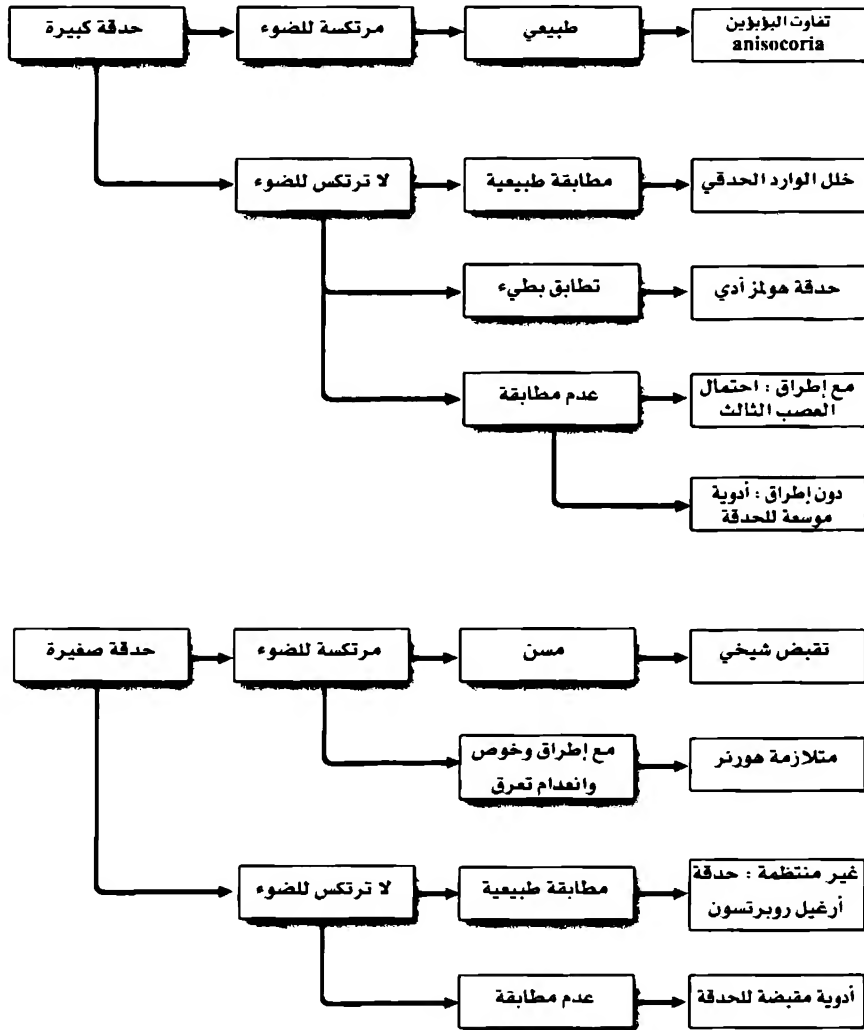 حدقة كبيرة
مرتكسة للضوء
طبيعي
تفاوت البؤبؤين
anisocoria
لا ترتكس للضوء
مطابقة طبيعية
خلل الوارد الحدقي
تطابق بطيء
حدقة هولمز أدي
عدم مطابقة
مع إطراق : احتمال
العصب الثالث
دون إطراق : أدوية
موسعة للحدقة
حدقة صغيرة
مرتكسة للضوء
مسن
تقبض شيخي
مع إطراق وخوص
وانعدام تعرق
متلازمة هورنر
لا ترتكس للضوء
مطابقة طبيعية
غير منتظمة : حدقة
أرغيل روبرتسون
عدم مطابقة
أدوية مقبضة للحدقة